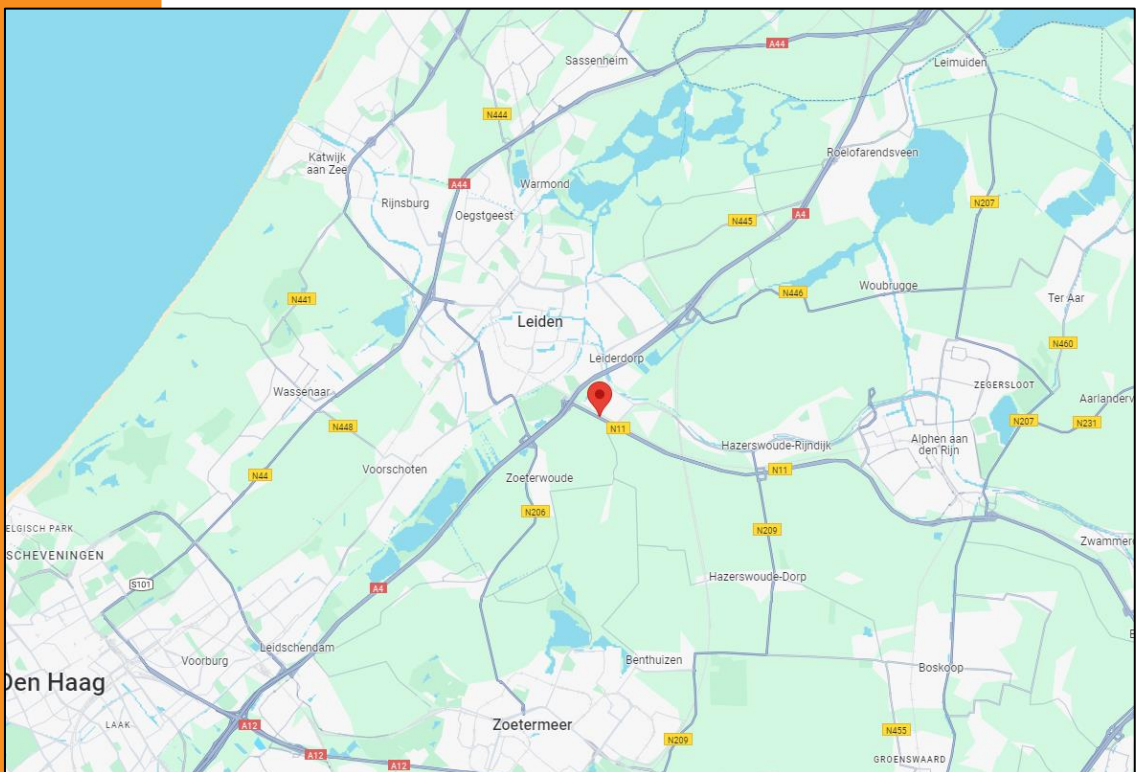 A44
Sassenheim
Leimuiden
N444
Katwijk
aan Zee
Roelofarendsveen
A44
Warmond
Rijnsburg
Oegstgeest
N207
A4
N445
Woubrugge
N446
N441
Ter Aar
Leiden
N460
Leiderdorp
ZEGERSLOOT
Wassenaar
Aarlanderv
N448
N11
N207
N231
Alphen aan
den Rijn
Hazerswoude-Rijndijk
Voorschoten
N44
N11
Zoeterwoude
N206
ELGISCH PARK
N209
Zwammer
SCHEVENINGEN
Hazerswoude-Dorp
S101
A4
Leidschendam
Voorburg
Benthuizen
Boskoop
Den Haag
LAAK
Zoetermeer
A12
N455
N209
A12
A12
GROENSWAARD